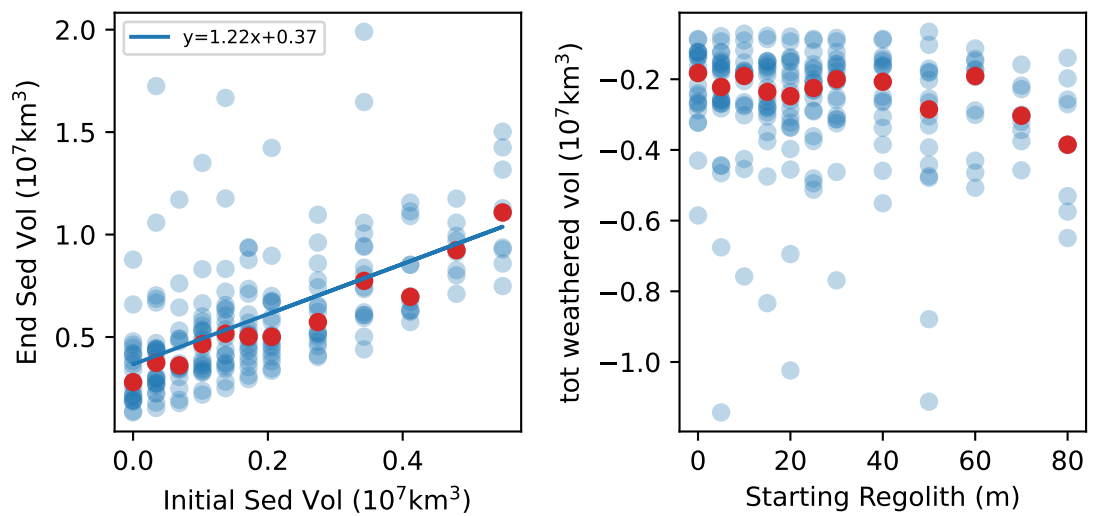 y=1.22x+0.37
End Sed Vol (10⁷km³)
2.0
1.5
1.0
0.5
0.0 0.2 0.4
Initial Sed Vol (10⁷km³)
tot weathered vol (10⁷km³)
−0.2
−0.4
−0.6
−0.8
−1.0
0 20 40 60 80
Starting Regolith (m)